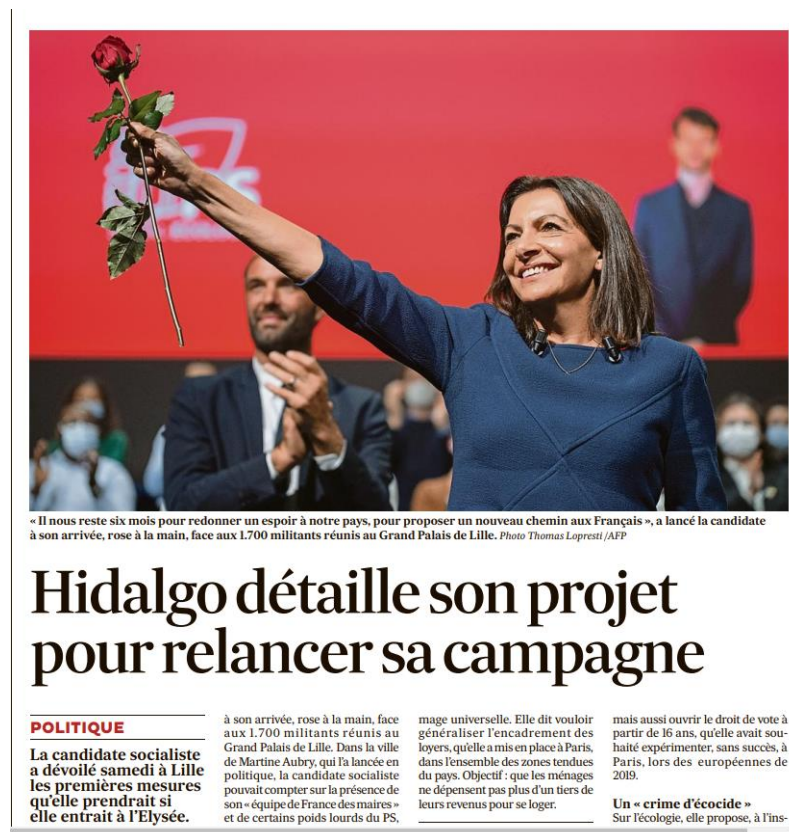 PS
« Il nous reste six mois pour redonner un espoir à notre pays, pour proposer un nouveau chemin aux Français », a lancé la candidate
à son arrivée, rose à la main, face aux 1.700 militants réunis au Grand Palais de Lille. Photo Thomas Lopresti /AFP
Hidalgo détaille son projet
pour relancer sa campagne
POLITIQUE
La candidate socialiste
a dévoilé samedi à Lille
les premières mesures
qu'elle prendrait si
elle entrait à l'Elysée.
à son arrivée, rose à la main, face
aux 1.700 militants réunis au
Grand Palais de Lille. Dans la ville
de Martine Aubry, qui l'a lancée en
politique, la candidate socialiste
pouvait compter sur la présence de
son « équipe de France des maires »
et de certains poids lourds du PS,
mage universelle. Elle dit vouloir
généraliser l'encadrement des
loyers, qu'elle a mis en place à Paris,
dans l'ensemble des zones tendues
du pays. Objectif : que les ménages
ne dépensent pas plus d'un tiers de
leurs revenus pour se loger.
mais aussi ouvrir le droit de vote à
partir de 16 ans, qu'elle avait sou-
haité expérimenter, sans succès, à
Paris, lors des européennes de
2019.
Un « crime d'écocide »
Sur l'écologie, elle propose, à l'ins-